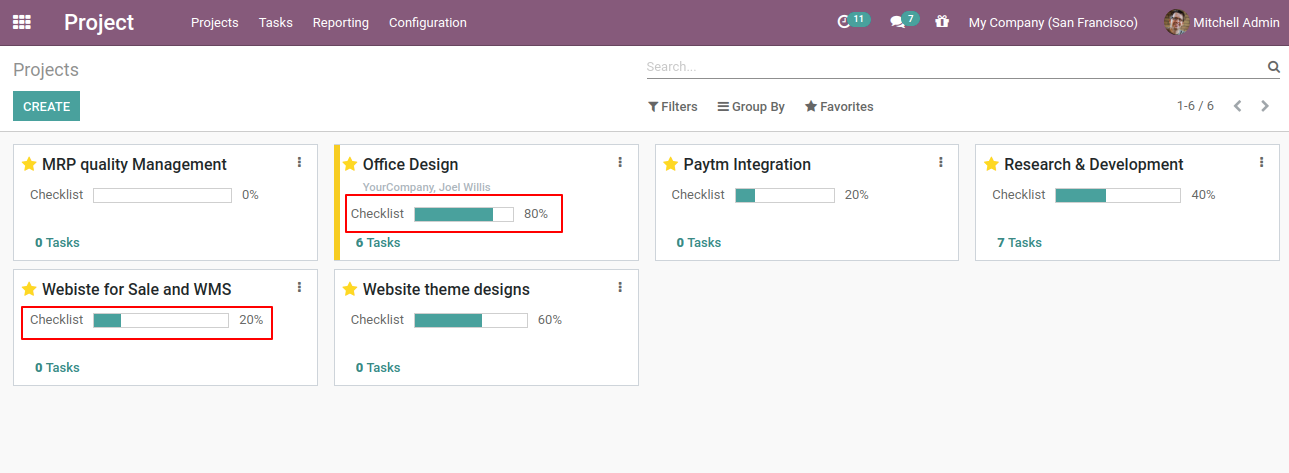 Project Projects Tasks Reporting Configuration 11 7 My Company (San Francisco) Mitchell Admin
Projects
Search...
CREATE
Filters Group By Favorites 1-6 / 6
MRP quality Management
Checklist 0%
0 Tasks
Office Design
YourCompany, Joel Willis
Checklist 80%
6 Tasks
Paytm Integration
Checklist 20%
0 Tasks
Research & Development
Checklist 40%
7 Tasks
Webiste for Sale and WMS
Checklist 20%
0 Tasks
Website theme designs
Checklist 60%
0 Tasks